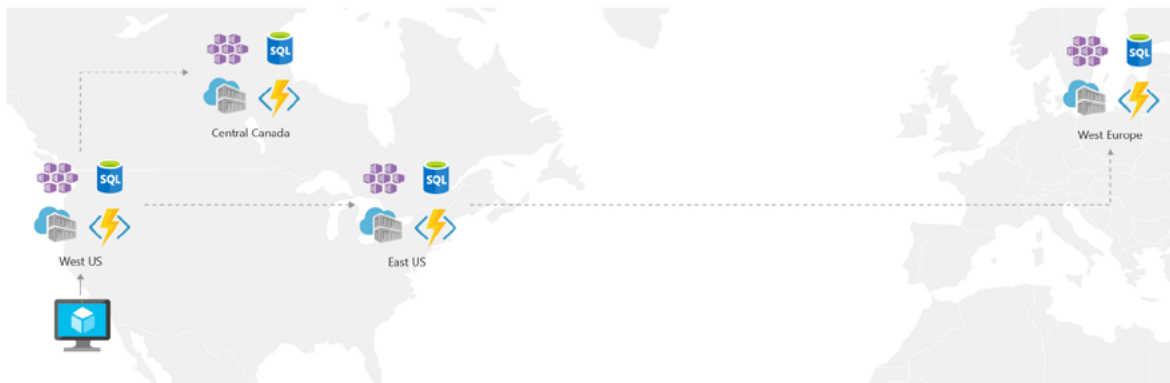 SQL
SQL
Central Canada
West Europe
SQL
SQL
West US
East US